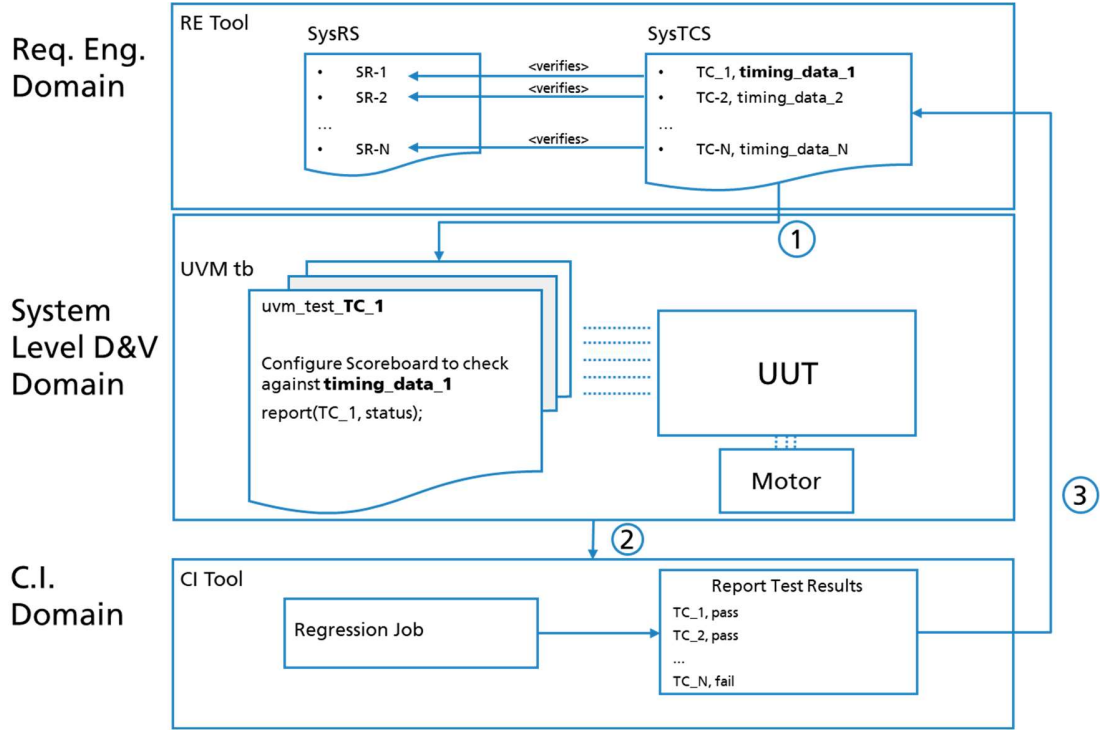 Req. Eng.
Domain
RE Tool
SysRS
• SR-1
• SR-2
...
• SR-N
<verifies>
<verifies>
<verifies>
SysTCS
• TC_1, timing_data_1
• TC-2, timing_data_2
...
• TC-N, timing_data_N
1
System
Level D&V
Domain
UVM tb
uvm_test_TC_1
Configure Scoreboard to check
against timing_data_1
report(TC_1, status);
UUT
Motor
2
3
C.I.
Domain
CI Tool
Regression Job
Report Test Results
TC_1, pass
TC_2, pass
...
TC_N, fail